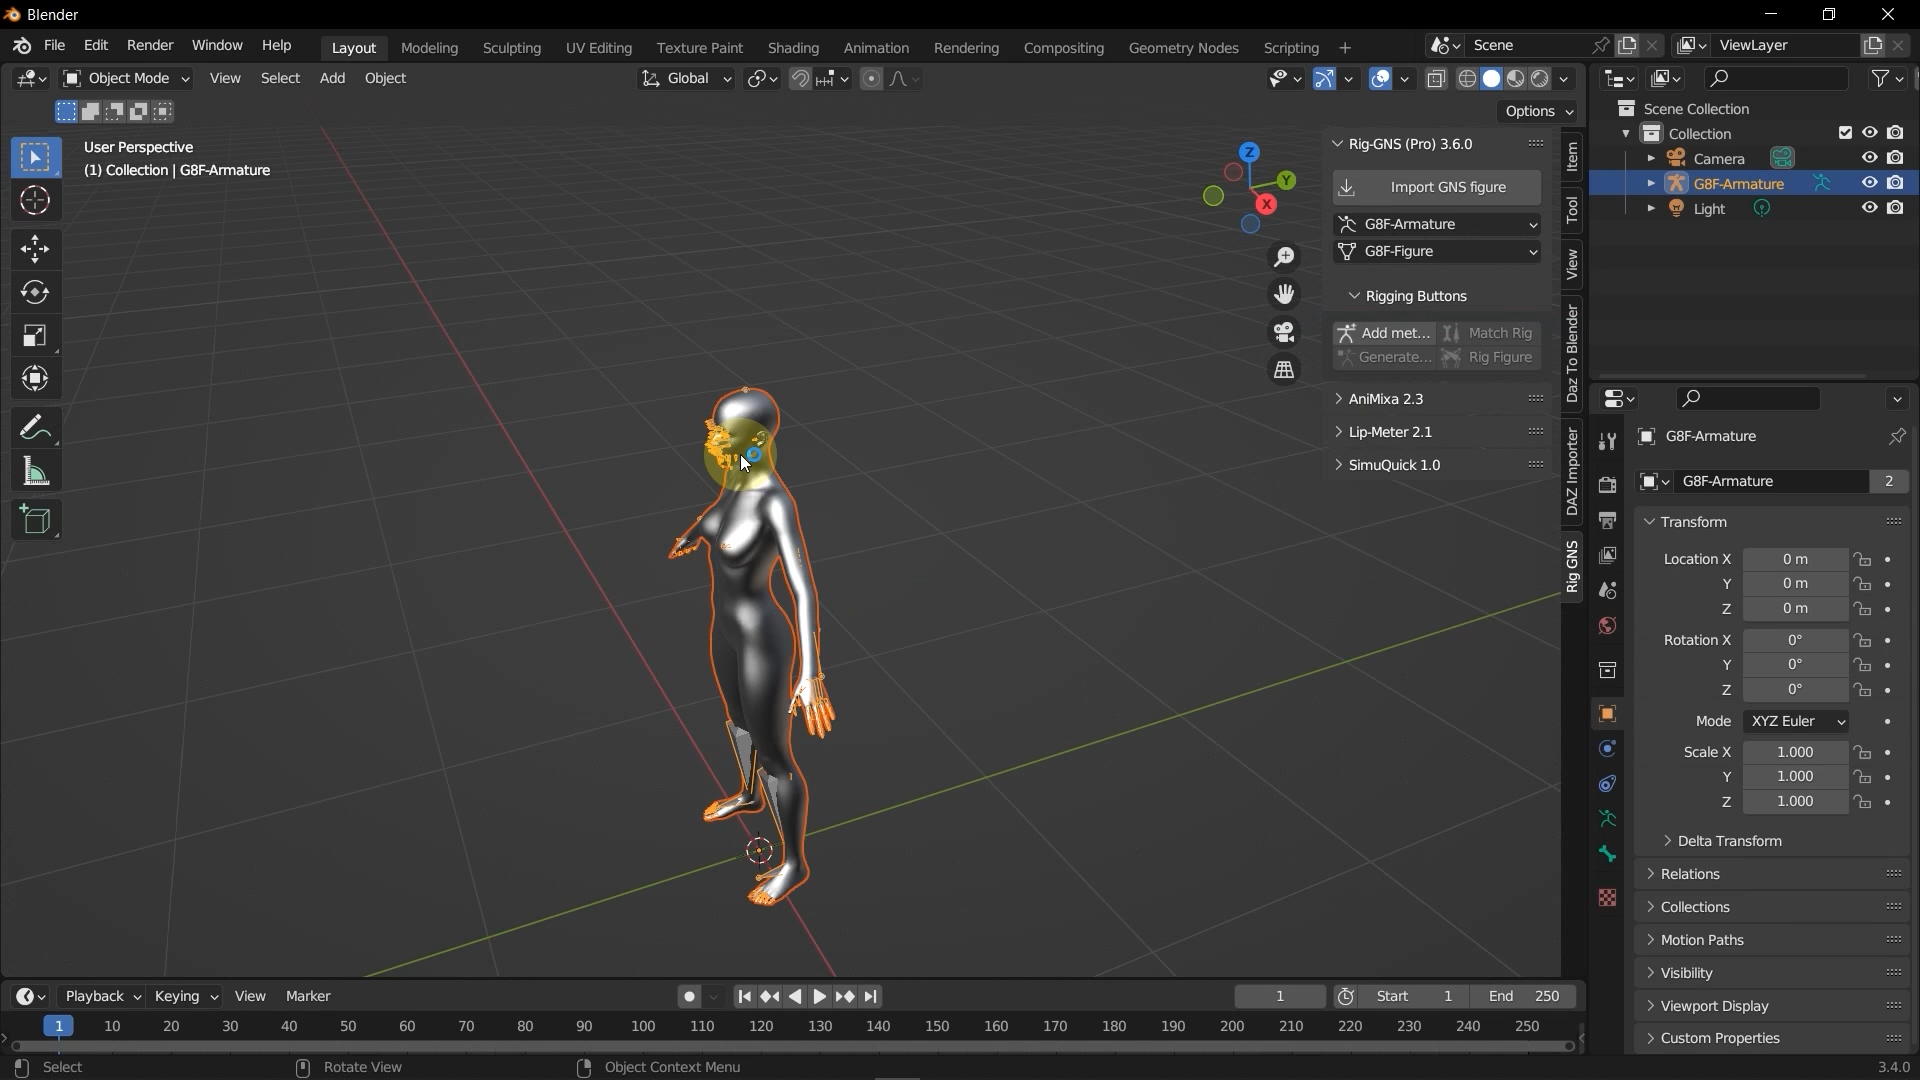 Blender
File Edit Render Window Help
Layout Modeling Sculpting UV Editing Texture Paint Shading Animation Rendering Compositing Geometry Nodes Scripting +
Scene
ViewLayer
Object Mode View Select Add Object
Global
Options
User Perspective
(1) Collection | G8F-Armature
Z
Y
X
Rig-GNS (Pro) 3.6.0
Import GNS figure
G8F-Armature
G8F-Figure
Rigging Buttons
Add met... Match Rig
Generate... Rig Figure
AniMixa 2.3
Lip-Meter 2.1
SimuQuick 1.0
Item
Tool
View
Daz To Blender
DAZ Importer
Rig GNS
Scene Collection
Collection
Camera
G8F-Armature
Light
G8F-Armature
G8F-Armature 2
Transform
Location X 0 m
Y 0 m
Z 0 m
Rotation X 0°
Y 0°
Z 0°
Mode XYZ Euler
Scale X 1.000
Y 1.000
Z 1.000
Delta Transform
Relations
Collections
Motion Paths
Visibility
Viewport Display
Custom Properties
Playback Keying View Marker
1 Start 1 End 250
1 10 20 30 40 50 60 70 80 90 100 110 120 130 140 150 160 170 180 190 200 210 220 230 240 250
Select Rotate View Object Context Menu 3.4.0